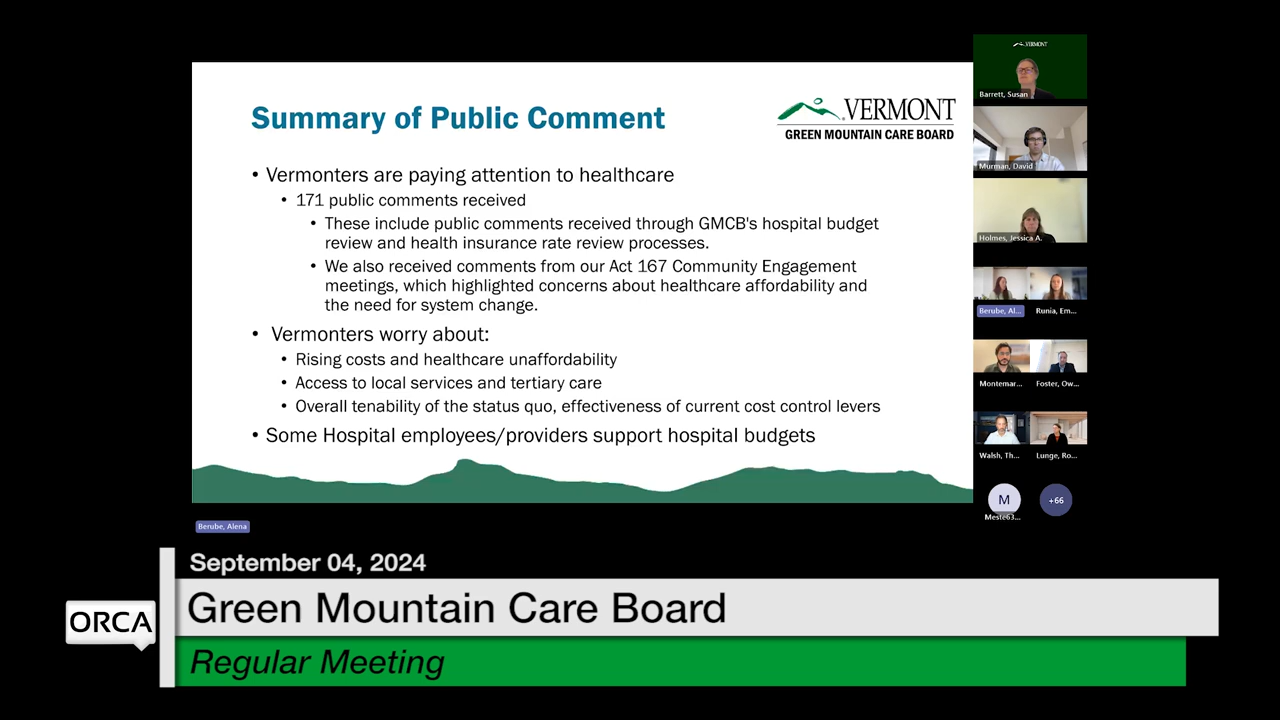 Summary of Public Comment
VERMONT
GREEN MOUNTAIN CARE BOARD
• Vermonters are paying attention to healthcare
• 171 public comments received
• These include public comments received through GMCB's hospital budget
review and health insurance rate review processes.
• We also received comments from our Act 167 Community Engagement
meetings, which highlighted concerns about healthcare affordability and
the need for system change.
• Vermonters worry about:
• Rising costs and healthcare unaffordability
• Access to local services and tertiary care
• Overall tenability of the status quo, effectiveness of current cost control levers
• Some Hospital employees/providers support hospital budgets
VERMONT
Barrett, Susan
Murman, David
Holmes, Jessica A.
Berube, Al...
Runia, Em...
Montemar...
Foster, Ow...
Walsh, Th...
Lunge, Ro...
M
+66
Meste63...
Berube, Alena
September 04, 2024
Green Mountain Care Board
ORCA
Regular Meeting